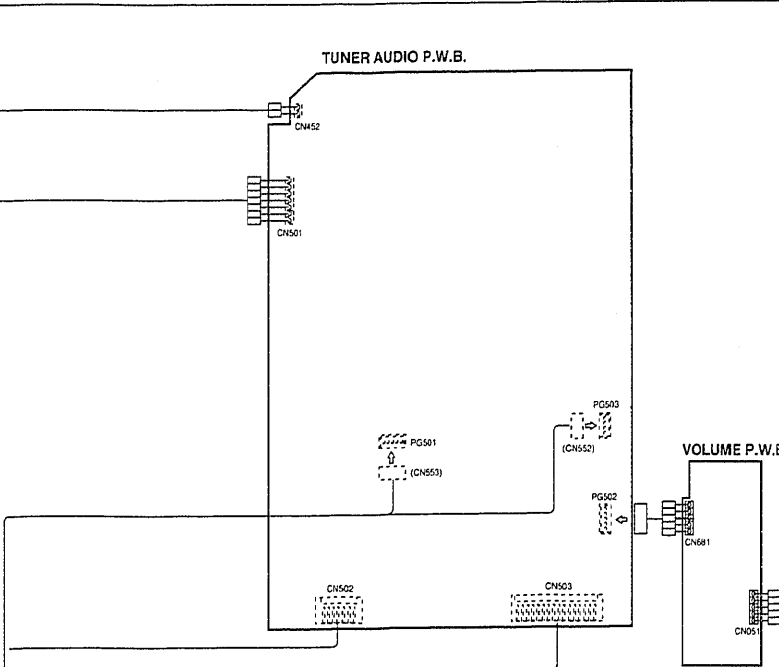 TUNER AUDIO P.W.B.
CN452
CN501
PG503
PG501
(CN552)
VOLUME P.W.B
(CN553)
PG502
CN681
CN502
CN503
CN051